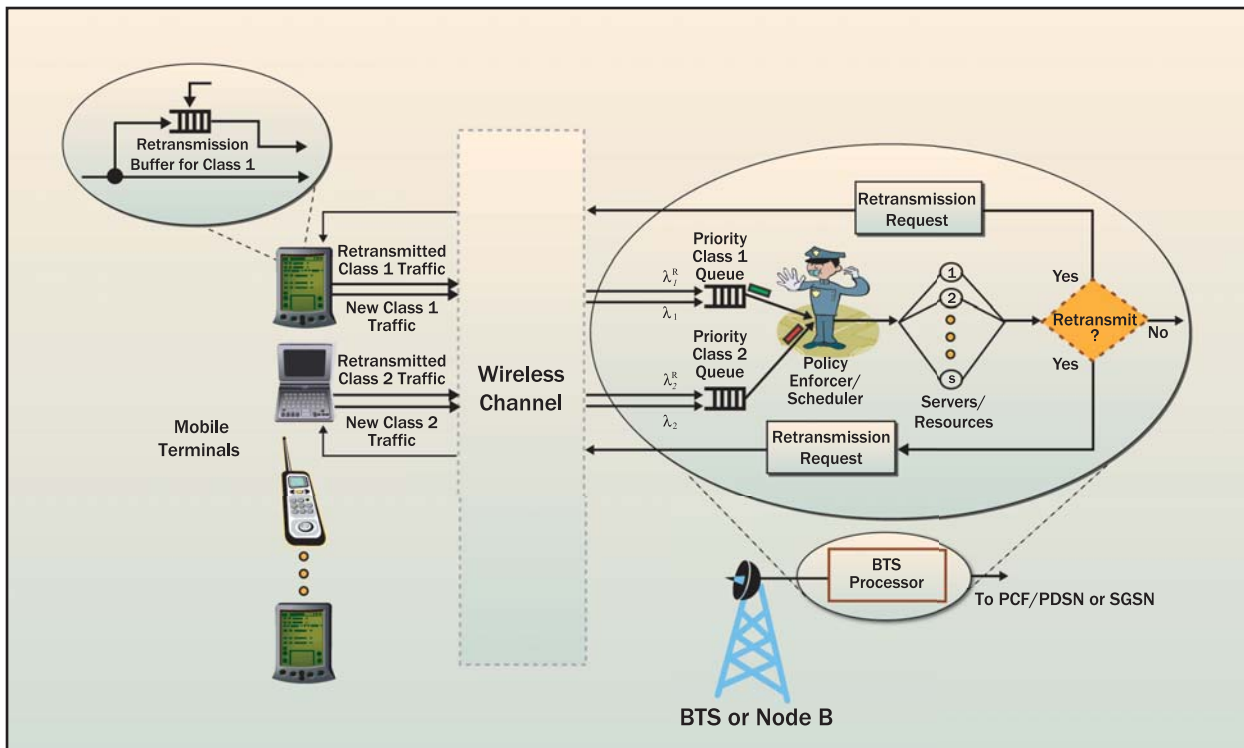 Retransmission
Buffer for Class 1
Retransmitted
Class 1 Traffic
New Class 1
Traffic
Retransmitted
Class 2 Traffic
New Class 2
Traffic
Mobile
Terminals
Wireless
Channel
λ₁ᴿ
λ₁
λ₂ᴿ
λ₂
Priority
Class 1
Queue
Priority
Class 2
Queue
Policy
Enforcer/
Scheduler
1
2
s
Servers/
Resources
Retransmission
Request
Yes
Retransmit
?
No
Yes
Retransmission
Request
BTS
Processor
To PCF/PDSN or SGSN
BTS or Node B